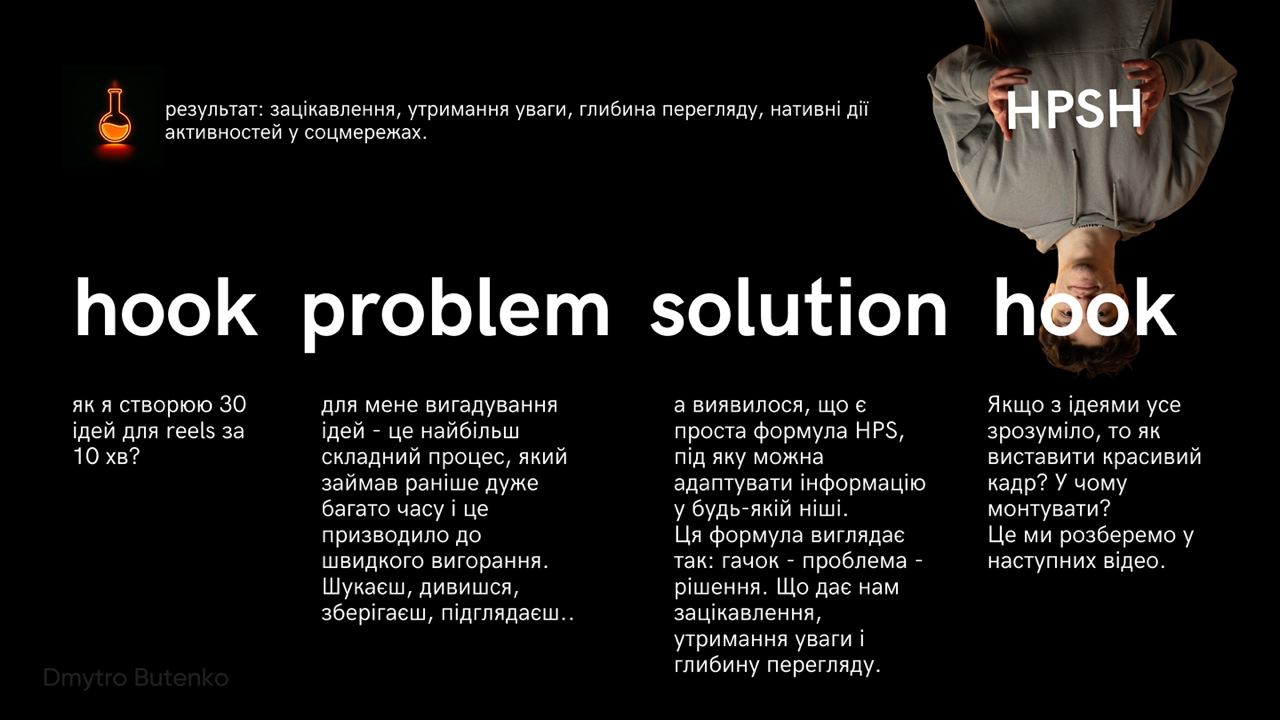 результат: зацікавлення, утримання уваги, глибина перегляду, нативні дії
активностей у соцмережах.
HPSH
hook
problem
solution
hook
як я створюю 30
ідей для reels за
10 хв?
для мене вигадування
ідей - це найбільш
складний процес, який
займав раніше дуже
багато часу і це
призводило до
швидкого вигорання.
Шукаєш, дивишся,
зберігаєш, підглядаєш..
а виявилося, що є
проста формула HPS,
під яку можна
адаптувати інформацію
у будь-якій ніші.
Ця формула виглядає
так: гачок - проблема -
рішення. Що дає нам
зацікавлення,
утримання уваги і
глибину перегляду.
Якщо з ідеями усе
зрозуміло, то як
виставити красивий
кадр? У чому
монтувати?
Це ми розберемо у
наступних відео.
Dmytro Butenko